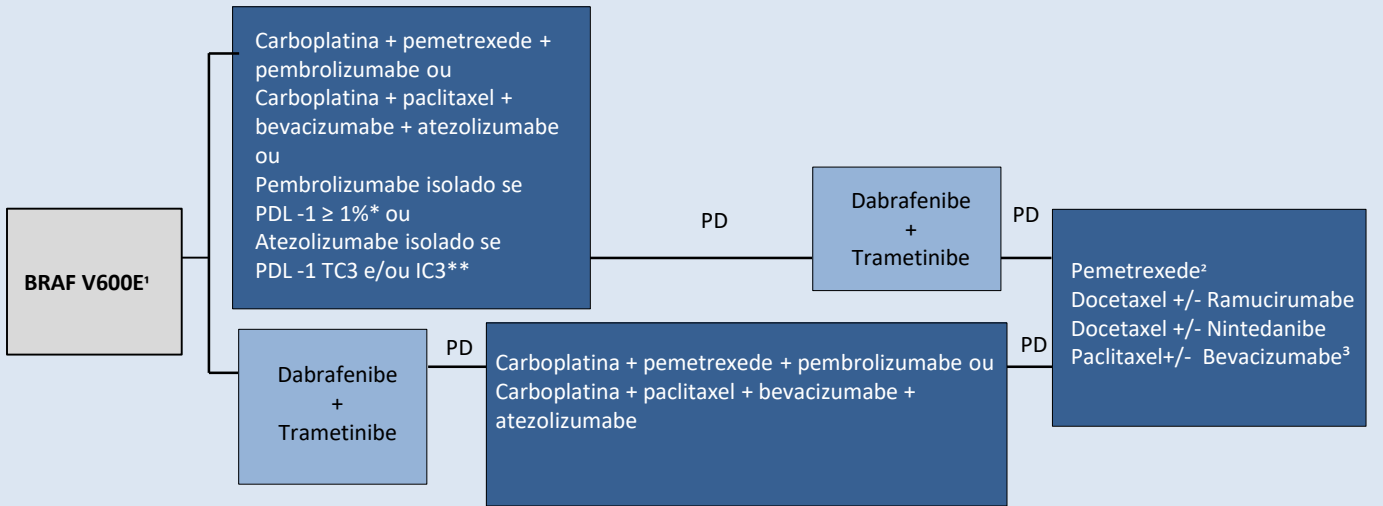 BRAF V600E¹
Carboplatina + pemetrexede +
pembrolizumabe ou
Carboplatina + paclitaxel +
bevacizumabe + atezolizumabe
ou
Pembrolizumabe isolado se
PDL -1 ≥ 1%* ou
Atezolizumabe isolado se
PDL -1 TC3 e/ou IC3**
PD
Dabrafenibe
+
Trametinibe
PD
Dabrafenibe
+
Trametinibe
PD
Carboplatina + pemetrexede + pembrolizumabe ou
Carboplatina + paclitaxel + bevacizumabe +
atezolizumabe
PD
Pemetrexede²
Docetaxel +/- Ramucirumabe
Docetaxel +/- Nintedanibe
Paclitaxel+/- Bevacizumabe³